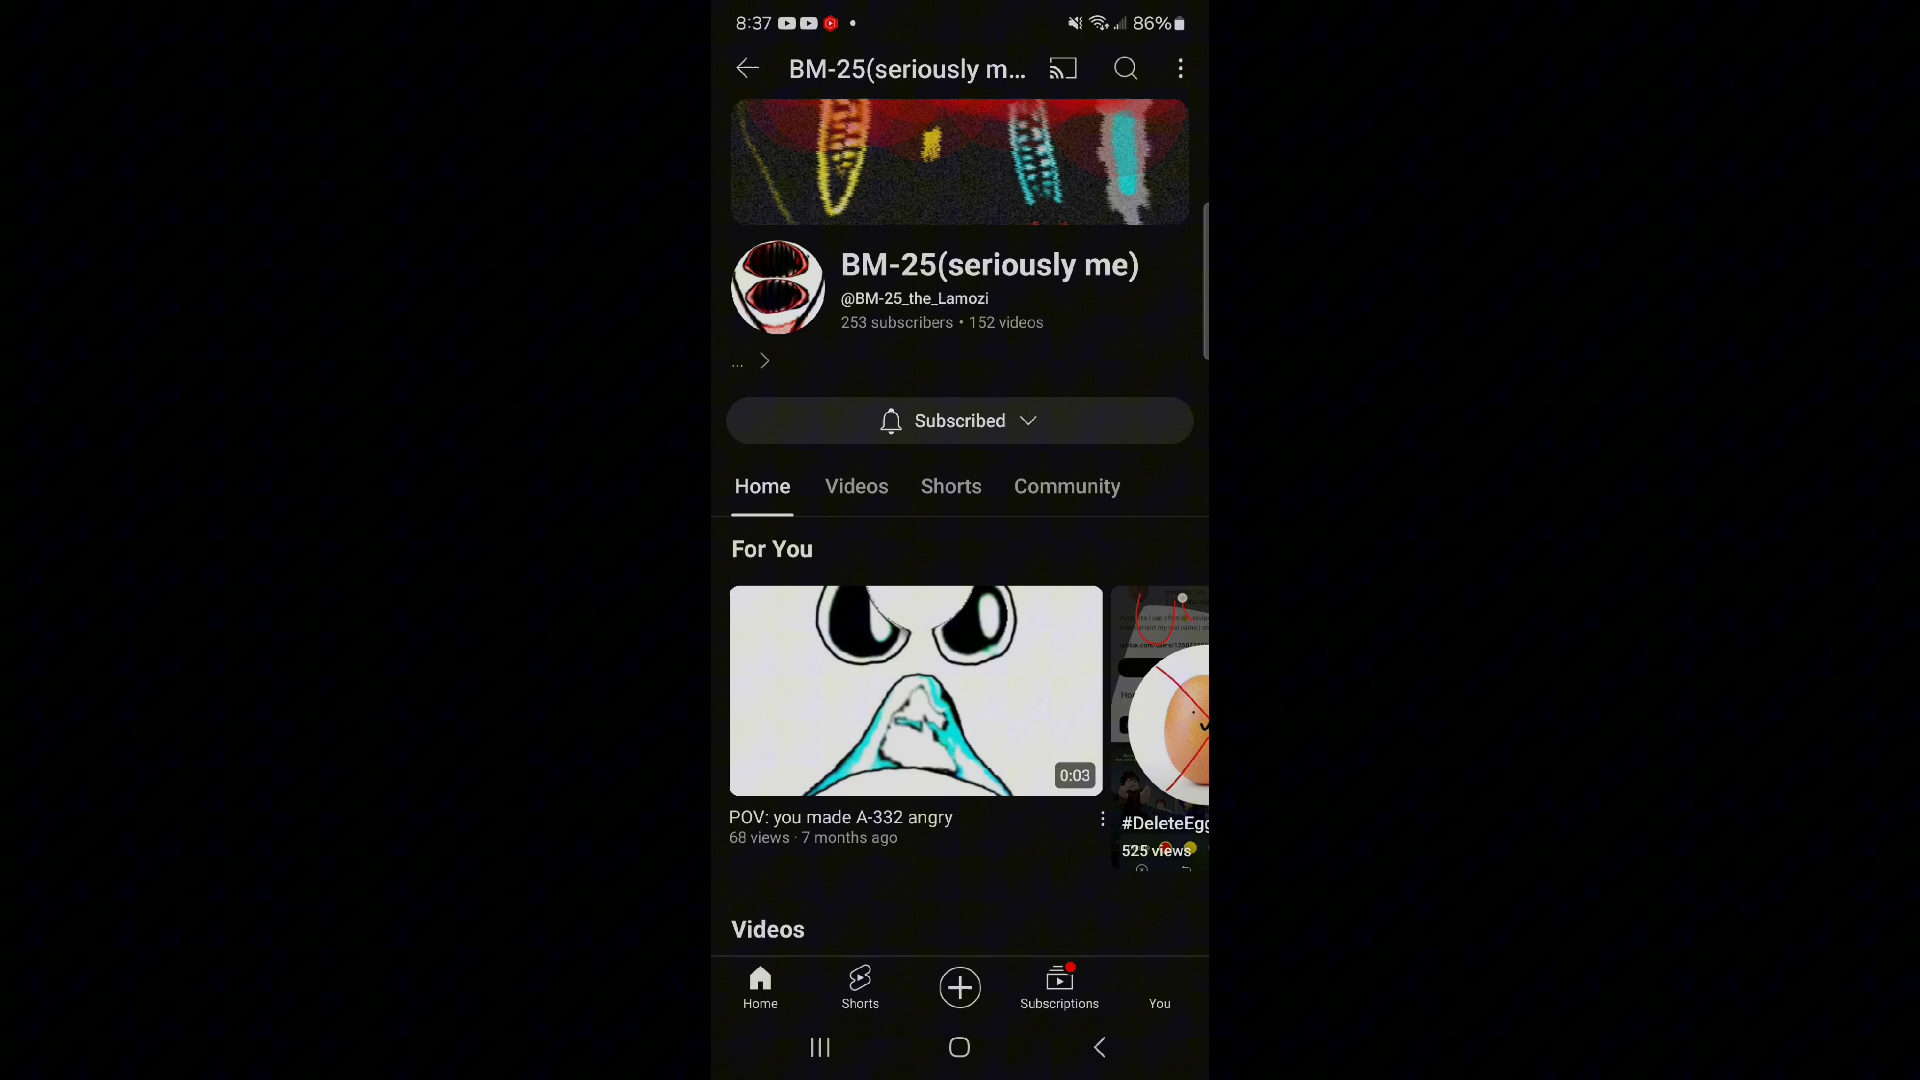 8:37
86%
BM-25(seriously m...
BM-25(seriously me)
@BM-25_the_Lamozi
253 subscribers • 152 videos
...
Subscribed
Home Videos Shorts Community
For You
0:03
POV: you made A-332 angry
68 views · 7 months ago
#DeleteEgg
525 views
Videos
Home Shorts Subscriptions You